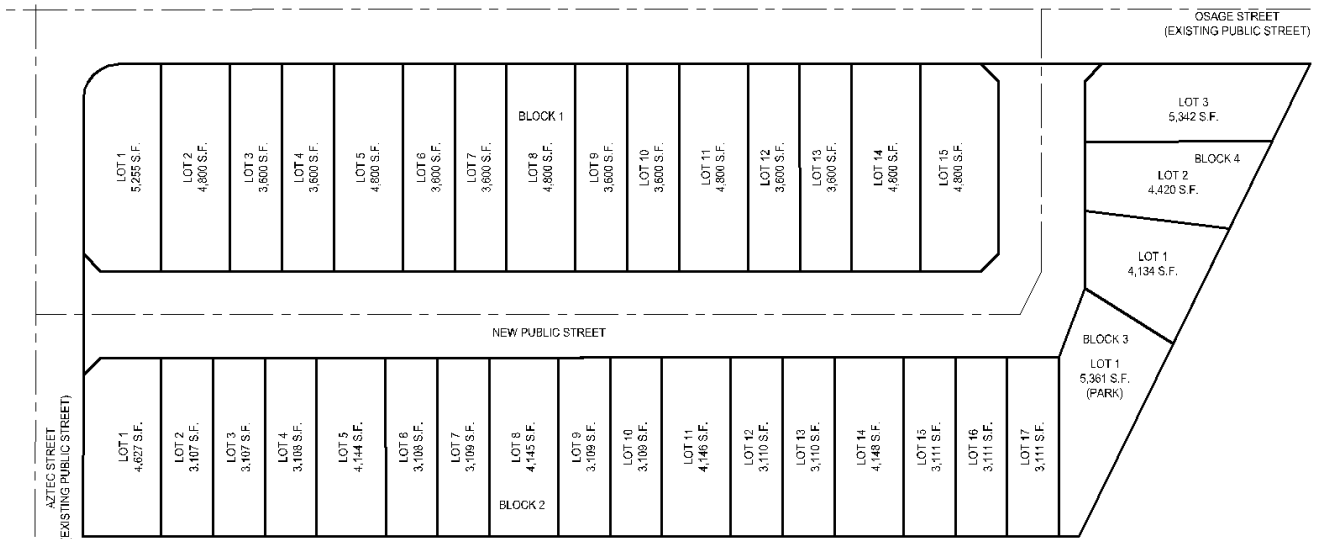 OSAGE STREET
(EXISTING PUBLIC STREET)
BLOCK 1
LOT 1
5,255 S.F.
LOT 2
4,800 S.F.
LOT 3
3,600 S.F.
LOT 4
3,600 S.F.
LOT 5
4,800 S.F.
LOT 6
3,600 S.F.
LOT 7
3,600 S.F.
LOT 8
4,800 S.F.
LOT 9
3,600 S.F.
LOT 10
3,600 S.F.
LOT 11
4,800 S.F.
LOT 12
3,600 S.F.
LOT 13
3,600 S.F.
LOT 14
4,800 S.F.
LOT 15
4,808 S.F.
LOT 3
5,342 S.F.
BLOCK 4
LOT 2
4,420 S.F.
LOT 1
4,134 S.F.
NEW PUBLIC STREET
BLOCK 3
LOT 1
5,361 S.F.
(PARK)
AZTEC STREET
(EXISTING PUBLIC STREET)
LOT 1
4,627 S.F.
LOT 2
3,107 S.F.
LOT 3
3,107 S.F.
LOT 4
3,108 S.F.
LOT 5
4,144 S.F.
LOT 6
3,108 S.F.
LOT 7
3,109 S.F.
LOT 8
4,145 S.F.
LOT 9
3,109 S.F.
LOT 10
3,109 S.F.
LOT 11
4,146 S.F.
LOT 12
3,110 S.F.
LOT 13
3,110 S.F.
LOT 14
4,148 S.F.
LOT 15
3,111 S.F.
LOT 16
3,111 S.F.
LOT 17
3,111 S.F.
BLOCK 2